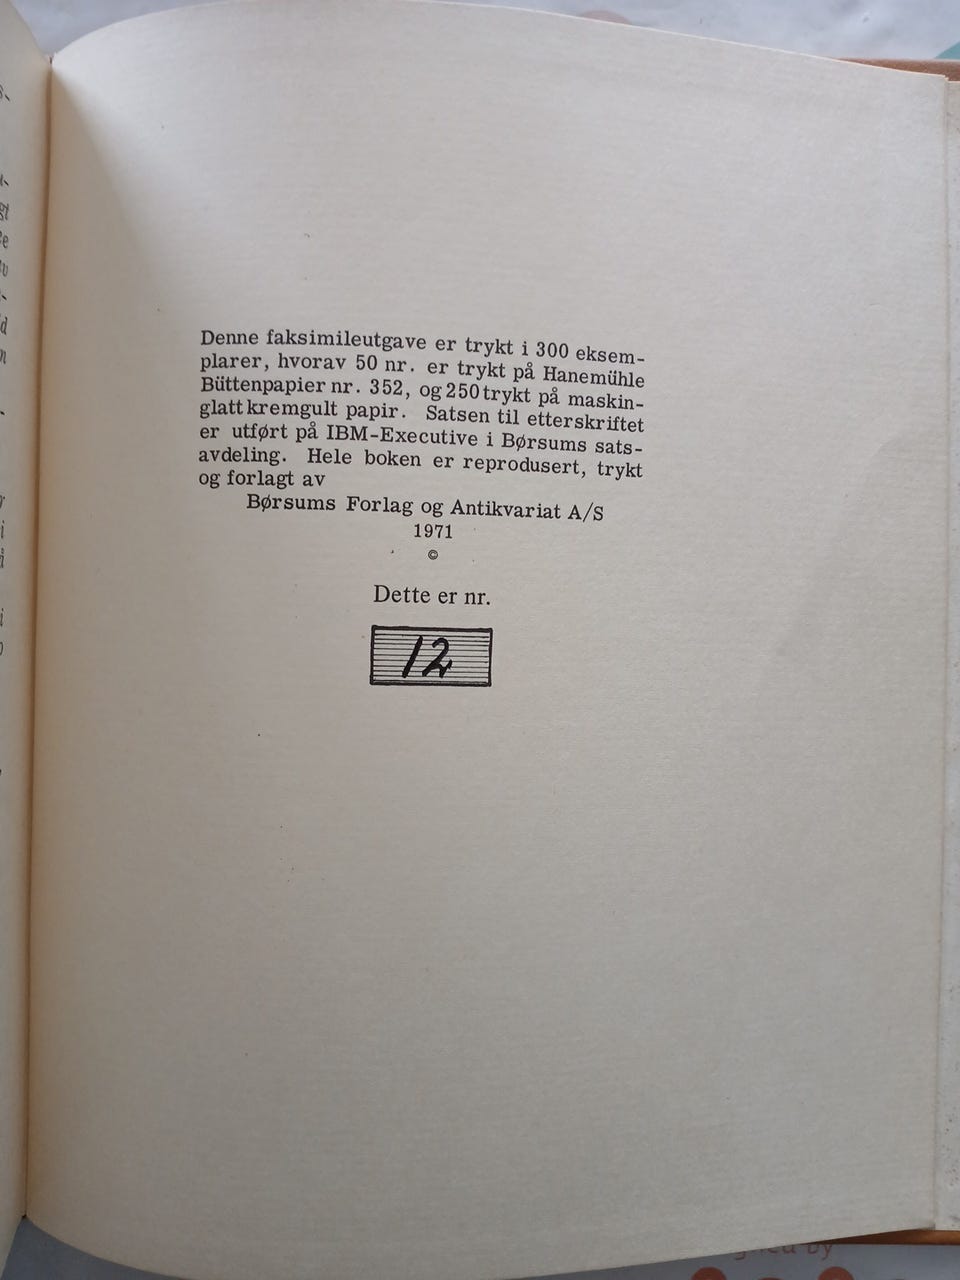 Denne faksimileutgave er trykt i 300 eksem-
plarer, hvorav 50 nr. er trykt på Hanemühle
Büttenpapier nr. 352, og 250 trykt på maskin-
glatt kremgult papir. Satsen til etterskriftet
er utført på IBM-Executive i Børsums sats-
avdeling. Hele boken er reprodusert, trykt
og forlagt av
Børsums Forlag og Antikvariat A/S
1971
©
Dette er nr.
12
by